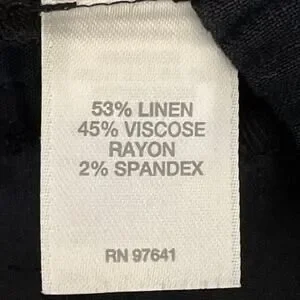 53% LINEN
45% VISCOSE
RAYON
2% SPANDEX
RN 97641